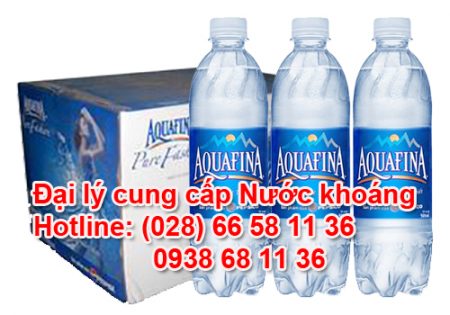 AQUAFINA
Pure Fash
AQUAFINA
AQUAFINA
AQUAFINA
Đại lý cung cấp Nước khoáng
Hotline: (028) 66 58 11 36
0938 68 11 36